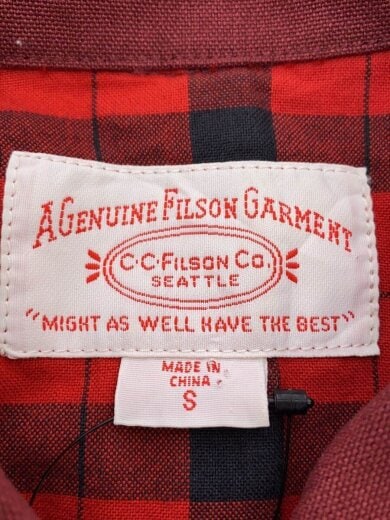 A GENUINE FILSON GARMENT
C·C·FILSON CO.
SEATTLE
"MIGHT AS WELL HAVE THE BEST"
MADE IN
CHINA
S